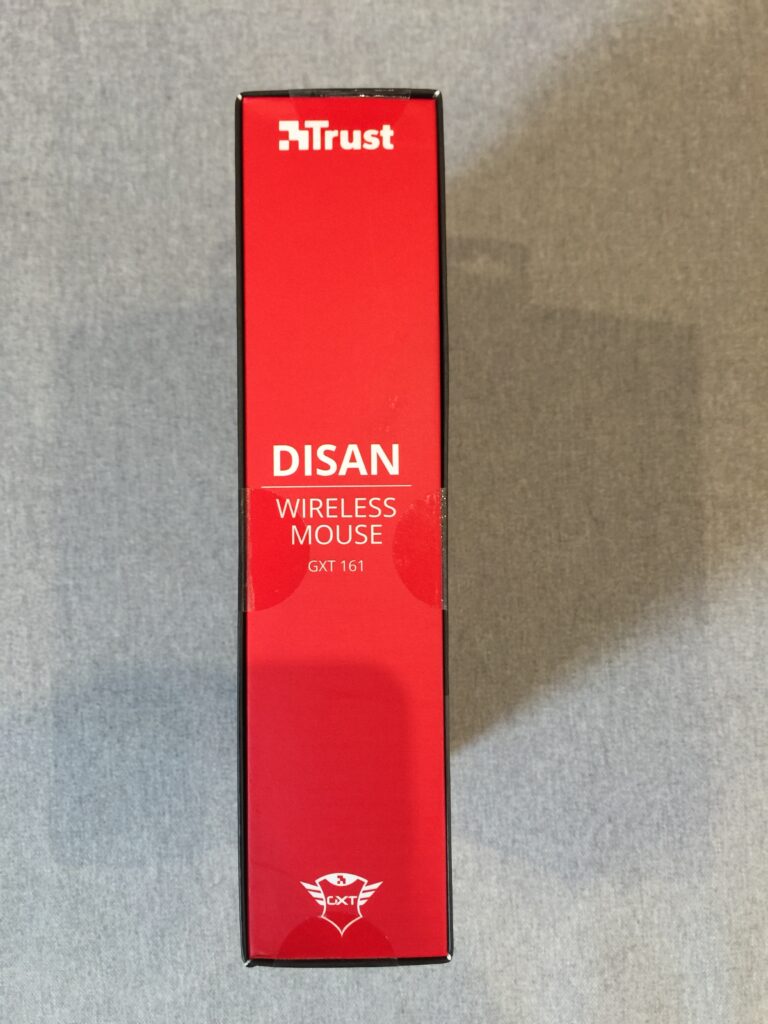 Trust
DISAN
WIRELESS
MOUSE
GXT 161
GXT